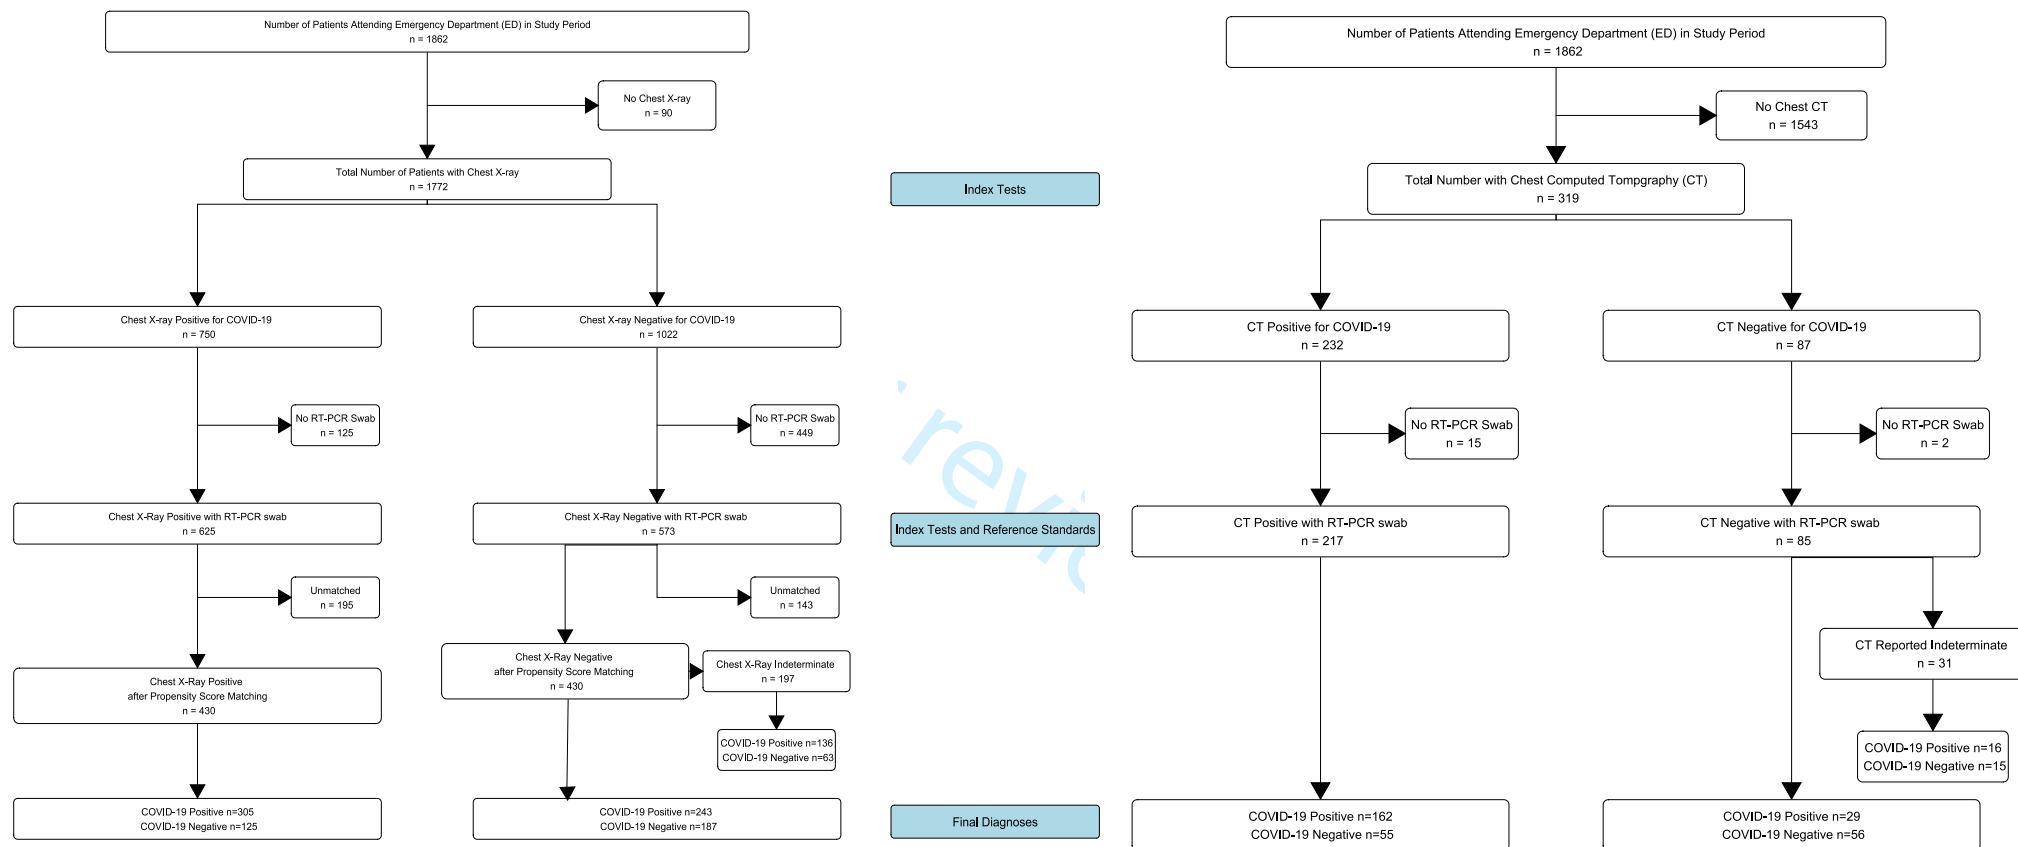 Number of Patients Attending Emergency Department (ED) in Study Period
n = 1862
No Chest X-ray
n = 90
Total Number of Patients with Chest X-ray
n = 1772
Chest X-ray Positive for COVID-19
n = 750
Chest X-ray Negative for COVID-19
n = 1022
No RT-PCR Swab
n = 125
No RT-PCR Swab
n = 449
Chest X-Ray Positive with RT-PCR swab
n = 625
Chest X-Ray Negative with RT-PCR swab
n = 573
Unmatched
n = 195
Unmatched
n = 143
Chest X-Ray Positive
after Propensity Score Matching
n = 430
Chest X-Ray Negative
after Propensity Score Matching
n = 430
Chest X-Ray Indeterminate
n = 197
COVID-19 Positive n=136
COVID-19 Negative n=63
COVID-19 Positive n=305
COVID-19 Negative n=125
COVID-19 Positive n=243
COVID-19 Negative n=187
Index Tests
Index Tests and Reference Standards
Final Diagnoses
Number of Patients Attending Emergency Department (ED) in Study Period
n = 1862
No Chest CT
n = 1543
Total Number with Chest Computed Tompgraphy (CT)
n = 319
CT Positive for COVID-19
n = 232
CT Negative for COVID-19
n = 87
No RT-PCR Swab
n = 15
No RT-PCR Swab
n = 2
CT Positive with RT-PCR swab
n = 217
CT Negative with RT-PCR swab
n = 85
CT Reported Indeterminate
n = 31
COVID-19 Positive n=16
COVID-19 Negative n=15
COVID-19 Positive n=162
COVID-19 Negative n=55
COVID-19 Positive n=29
COVID-19 Negative n=56